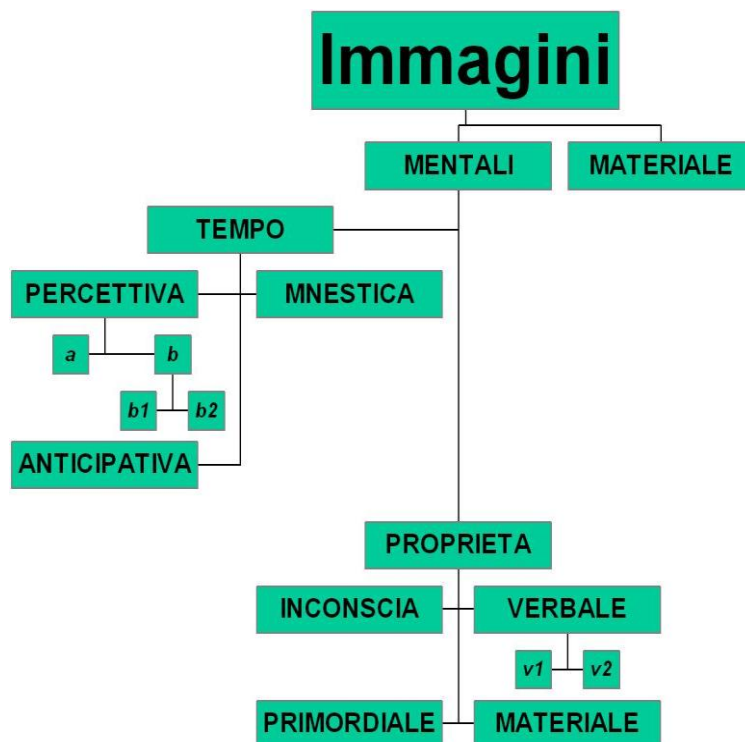 Immagini
MENTALI
MATERIALE
TEMPO
PERCETTIVA
MNESTICA
a
b
b1
b2
ANTICIPATIVA
PROPRIETA
INCONSCIA
VERBALE
v1
v2
PRIMORDIALE
MATERIALE